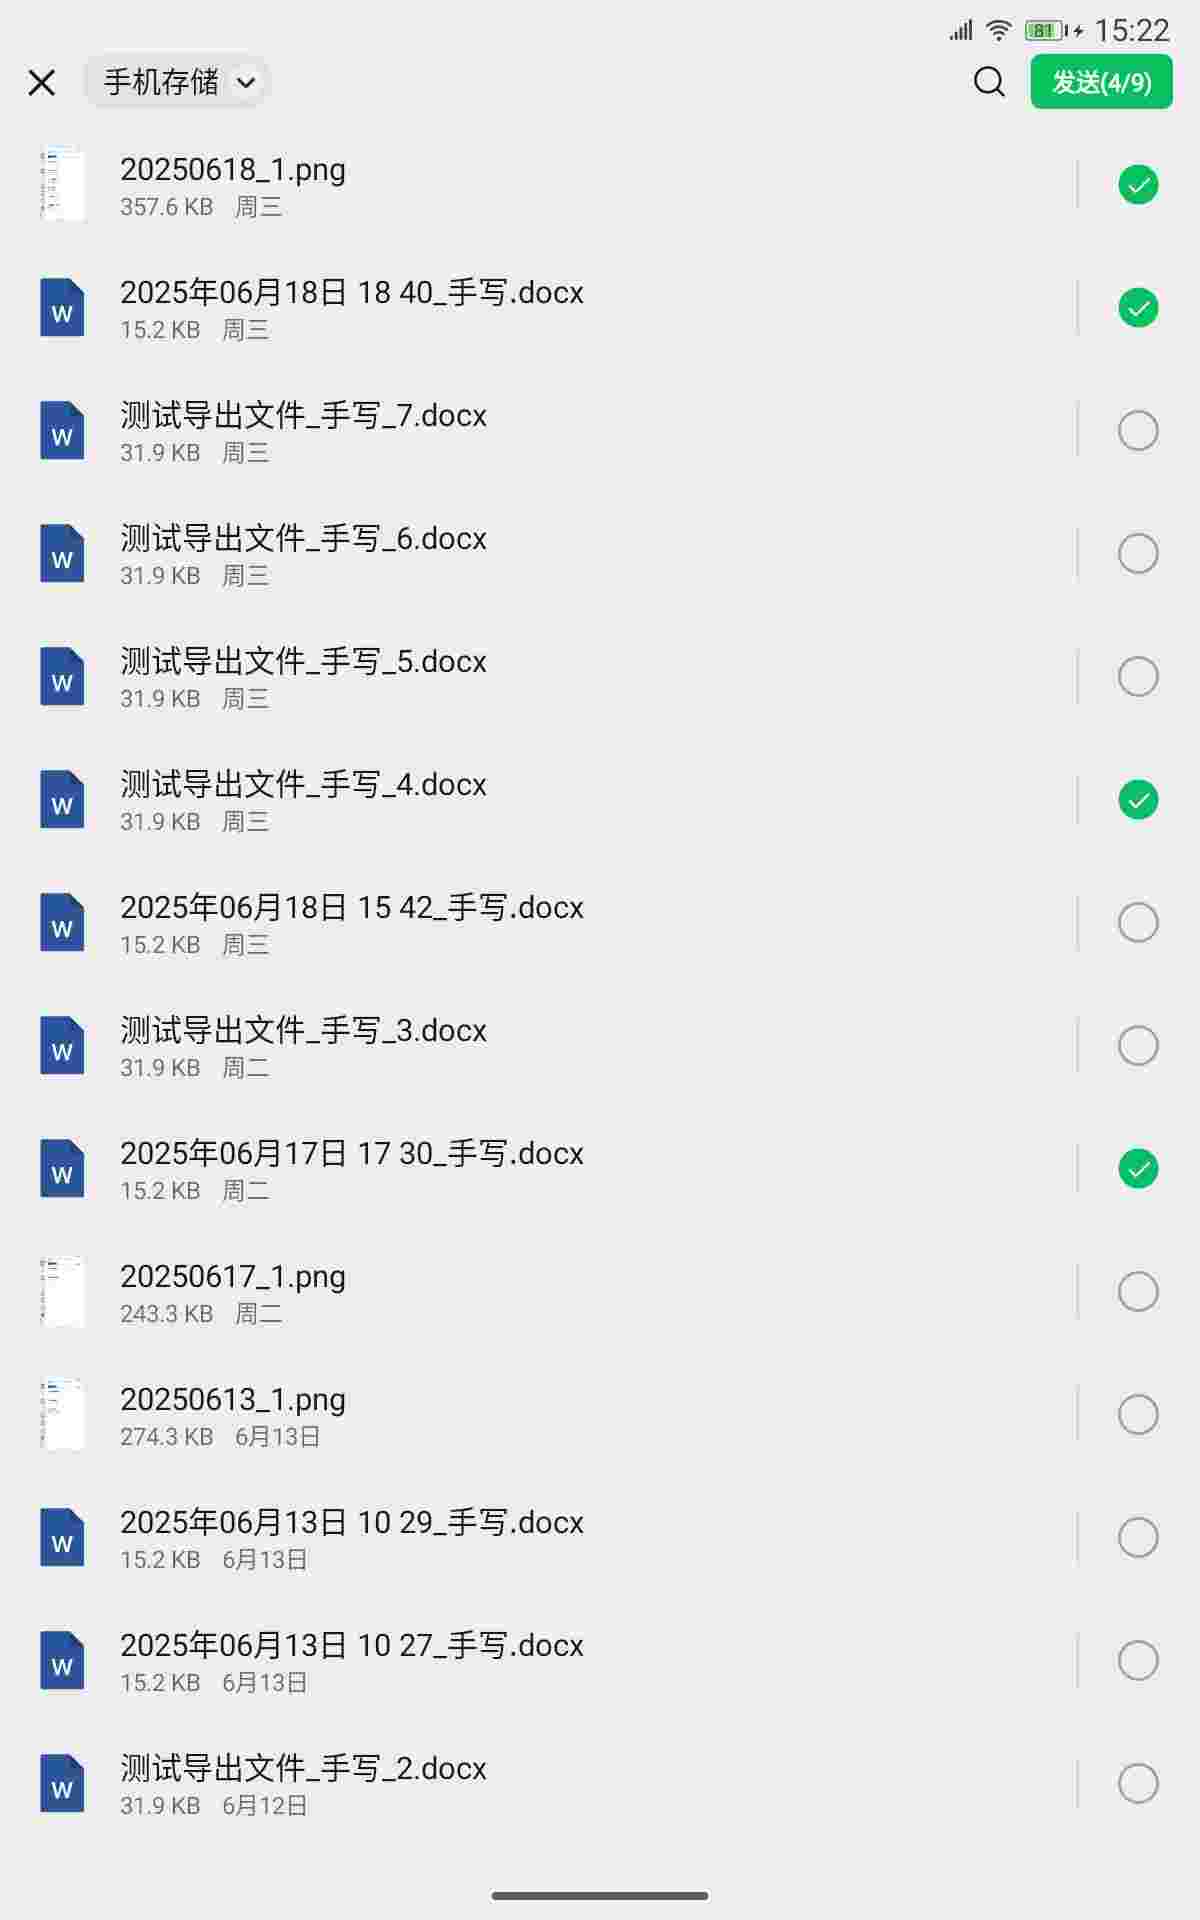 81 15:22
手机存储 发送(4/9)
20250618_1.png
357.6 KB 周三
W 2025年06月18日 18 40_手写.docx
15.2 KB 周三
W 测试导出文件_手写_7.docx
31.9 KB 周三
W 测试导出文件_手写_6.docx
31.9 KB 周三
W 测试导出文件_手写_5.docx
31.9 KB 周三
W 测试导出文件_手写_4.docx
31.9 KB 周三
W 2025年06月18日 15 42_手写.docx
15.2 KB 周三
W 测试导出文件_手写_3.docx
31.9 KB 周二
W 2025年06月17日 17 30_手写.docx
15.2 KB 周二
20250617_1.png
243.3 KB 周二
20250613_1.png
274.3 KB 6月13日
W 2025年06月13日 10 29_手写.docx
15.2 KB 6月13日
W 2025年06月13日 10 27_手写.docx
15.2 KB 6月13日
W 测试导出文件_手写_2.docx
31.9 KB 6月12日